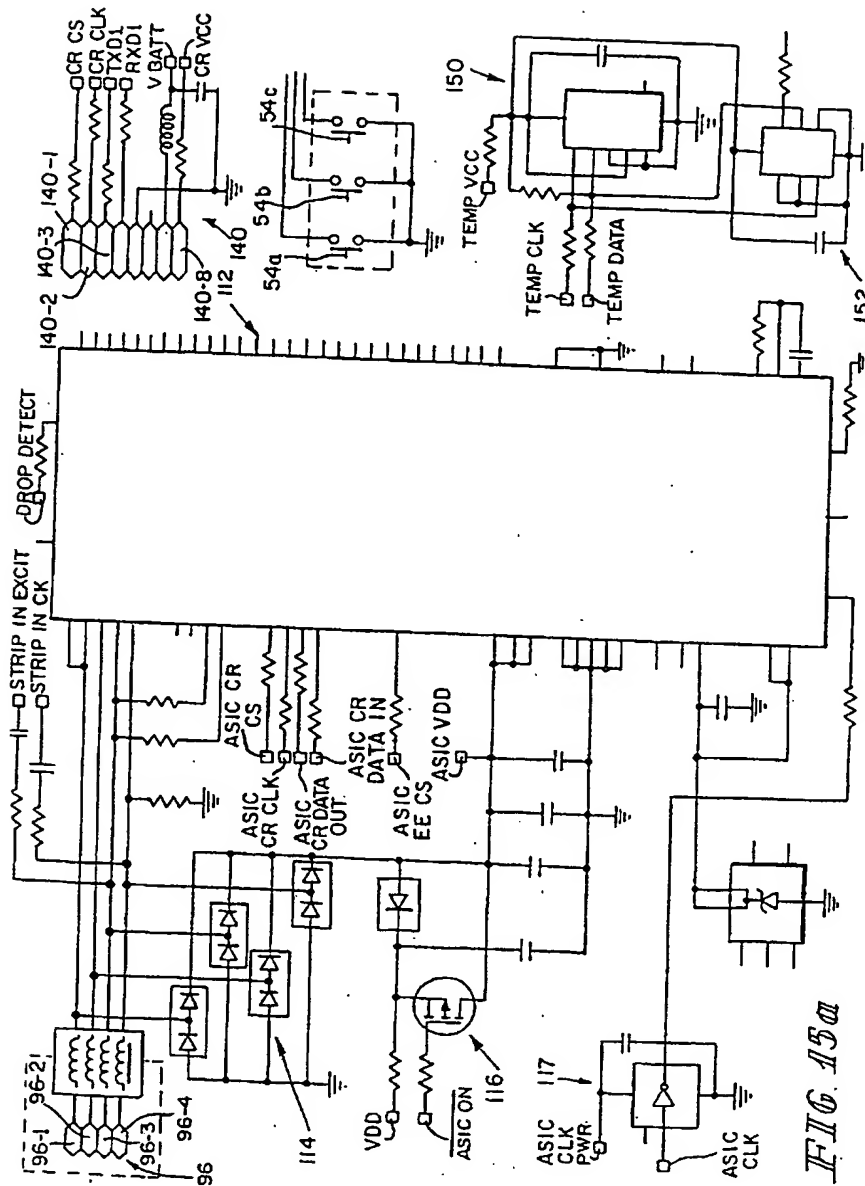 CR CS
CR CLK
TXD1
RXD1
V BATT
CR VCC
140-1
140-3
140-2
140
140-8
112
54a
54b
54c
150
TEMP VCC
TEMP CLK
TEMP DATA
152
DROP DETECT
STRIP IN EXCIT
STRIP IN CK
ASIC CR
CS
ASIC
CR CLK
ASIC
CR DATA
OUT
ASIC CR
DATA IN
ASIC
EE CS
ASIC VDD
96-2
96-1
96-3
96-4
96
114
116
VDD
ASIC ON
117
ASIC
CLK
PWR.
ASIC
CLK
FIG. 15a